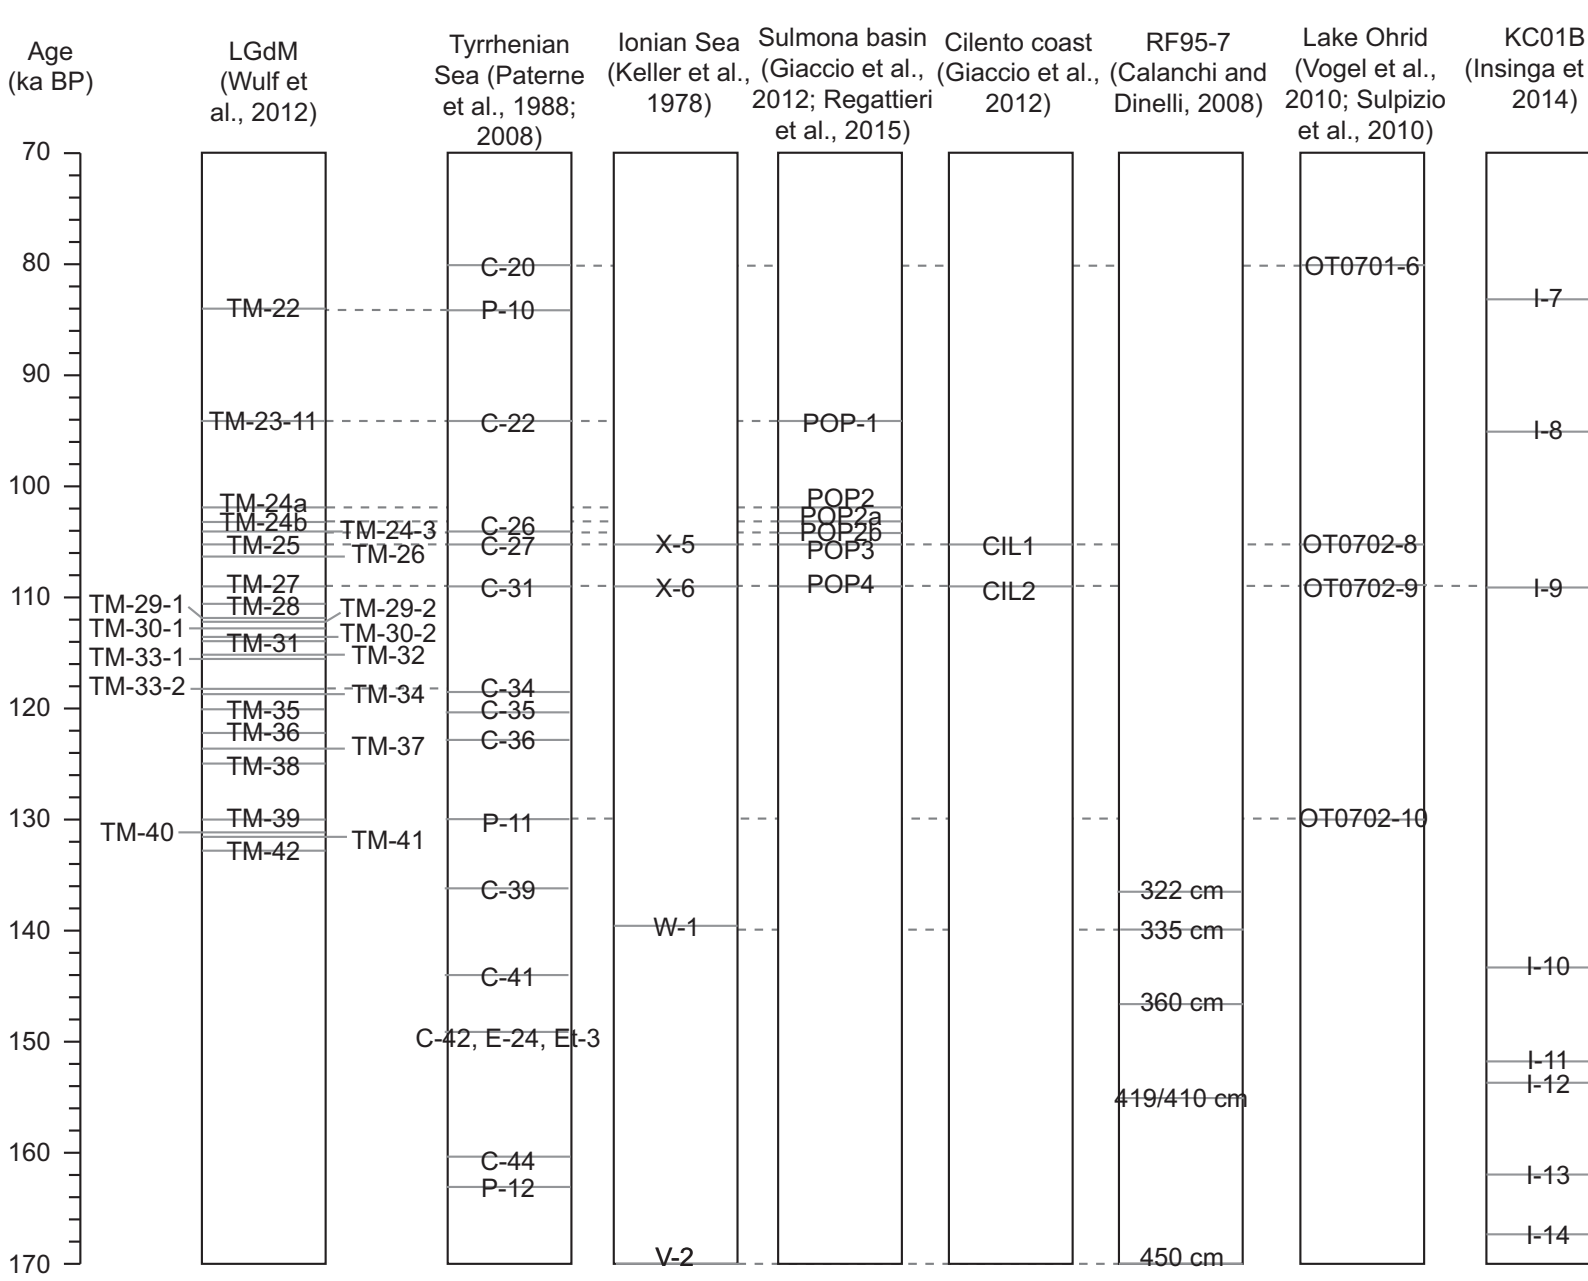 Age
(ka BP)
LGdM
(Wulf et
al., 2012)
Tyrrhenian
Sea (Paterne
et al., 1988;
2008)
Ionian Sea
(Keller et al.,
1978)
Sulmona basin
(Giaccio et al.,
2012; Regattieri
et al., 2015)
Cilento coast
(Giaccio et al.,
2012)
RF95-7
(Calanchi and
Dinelli, 2008)
Lake Ohrid
(Vogel et al.,
2010; Sulpizio
et al., 2010)
KC01B
(Insinga et
2014)
70
80
90
100
110
120
130
140
150
160
170
TM-22
TM-23-11
TM-24a
TM-24b
TM-24-3
TM-25
TM-26
TM-27
TM-28
TM-29-1
TM-29-2
TM-30-1
TM-30-2
TM-31
TM-32
TM-33-1
TM-33-2
TM-34
TM-35
TM-36
TM-37
TM-38
TM-39
TM-40
TM-41
TM-42
C-20
P-10
C-22
C-26
C-27
C-31
C-34
C-35
C-36
P-11
C-39
C-41
C-42, E-24, Et-3
C-44
P-12
X-5
X-6
W-1
V-2
POP-1
POP2
POP2a
POP2b
POP3
POP4
CIL1
CIL2
322 cm
335 cm
360 cm
419/410 cm
450 cm
OT0701-6
OT0702-8
OT0702-9
OT0702-10
I-7
I-8
I-9
I-10
I-11
I-12
I-13
I-14